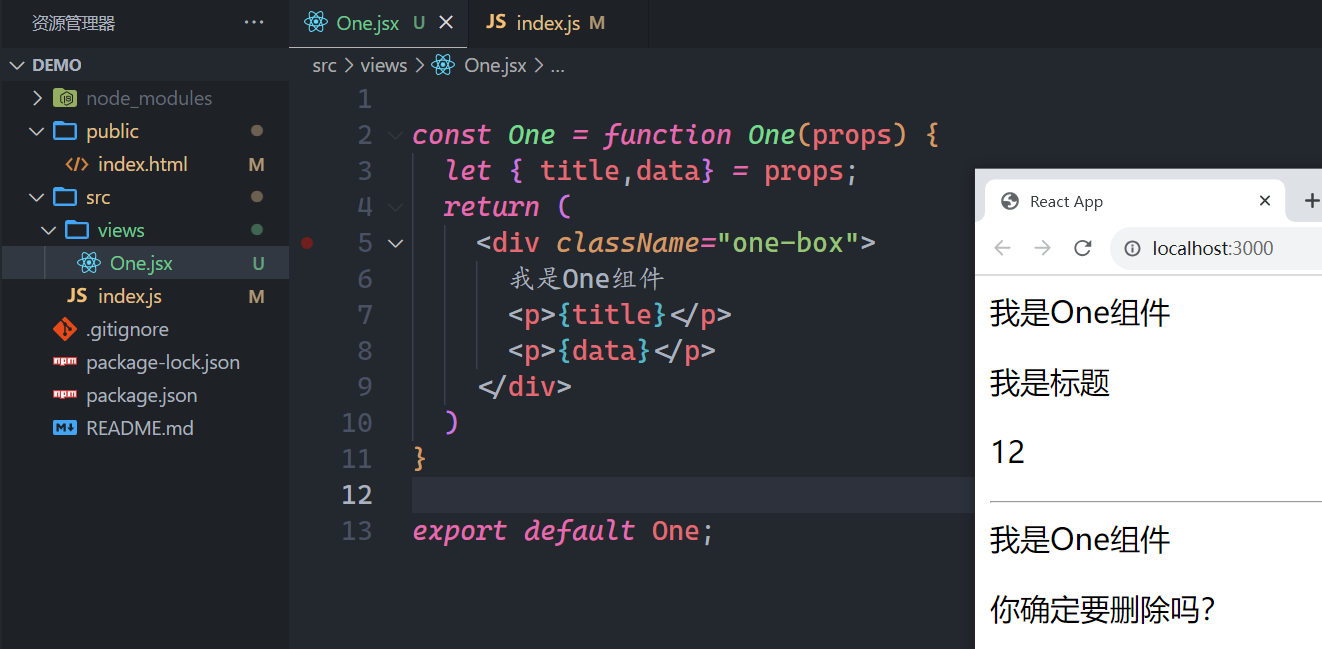 资源管理器 ...
DEMO
node_modules
public
index.html M
src
views
One.jsx U
index.js M
.gitignore
package-lock.json
package.json
README.md
One.jsx U
JS index.js M
src > views > One.jsx > ...
1
2 const One = function One(props) {
3 let { title,data} = props;
4 return (
5 <div className="one-box">
6 我是One组件
7 <p>{title}</p>
8 <p>{data}</p>
9 </div>
10 )
11 }
12
13 export default One;
React App
localhost:3000
我是One组件
我是标题
12
我是One组件
你确定要删除吗?